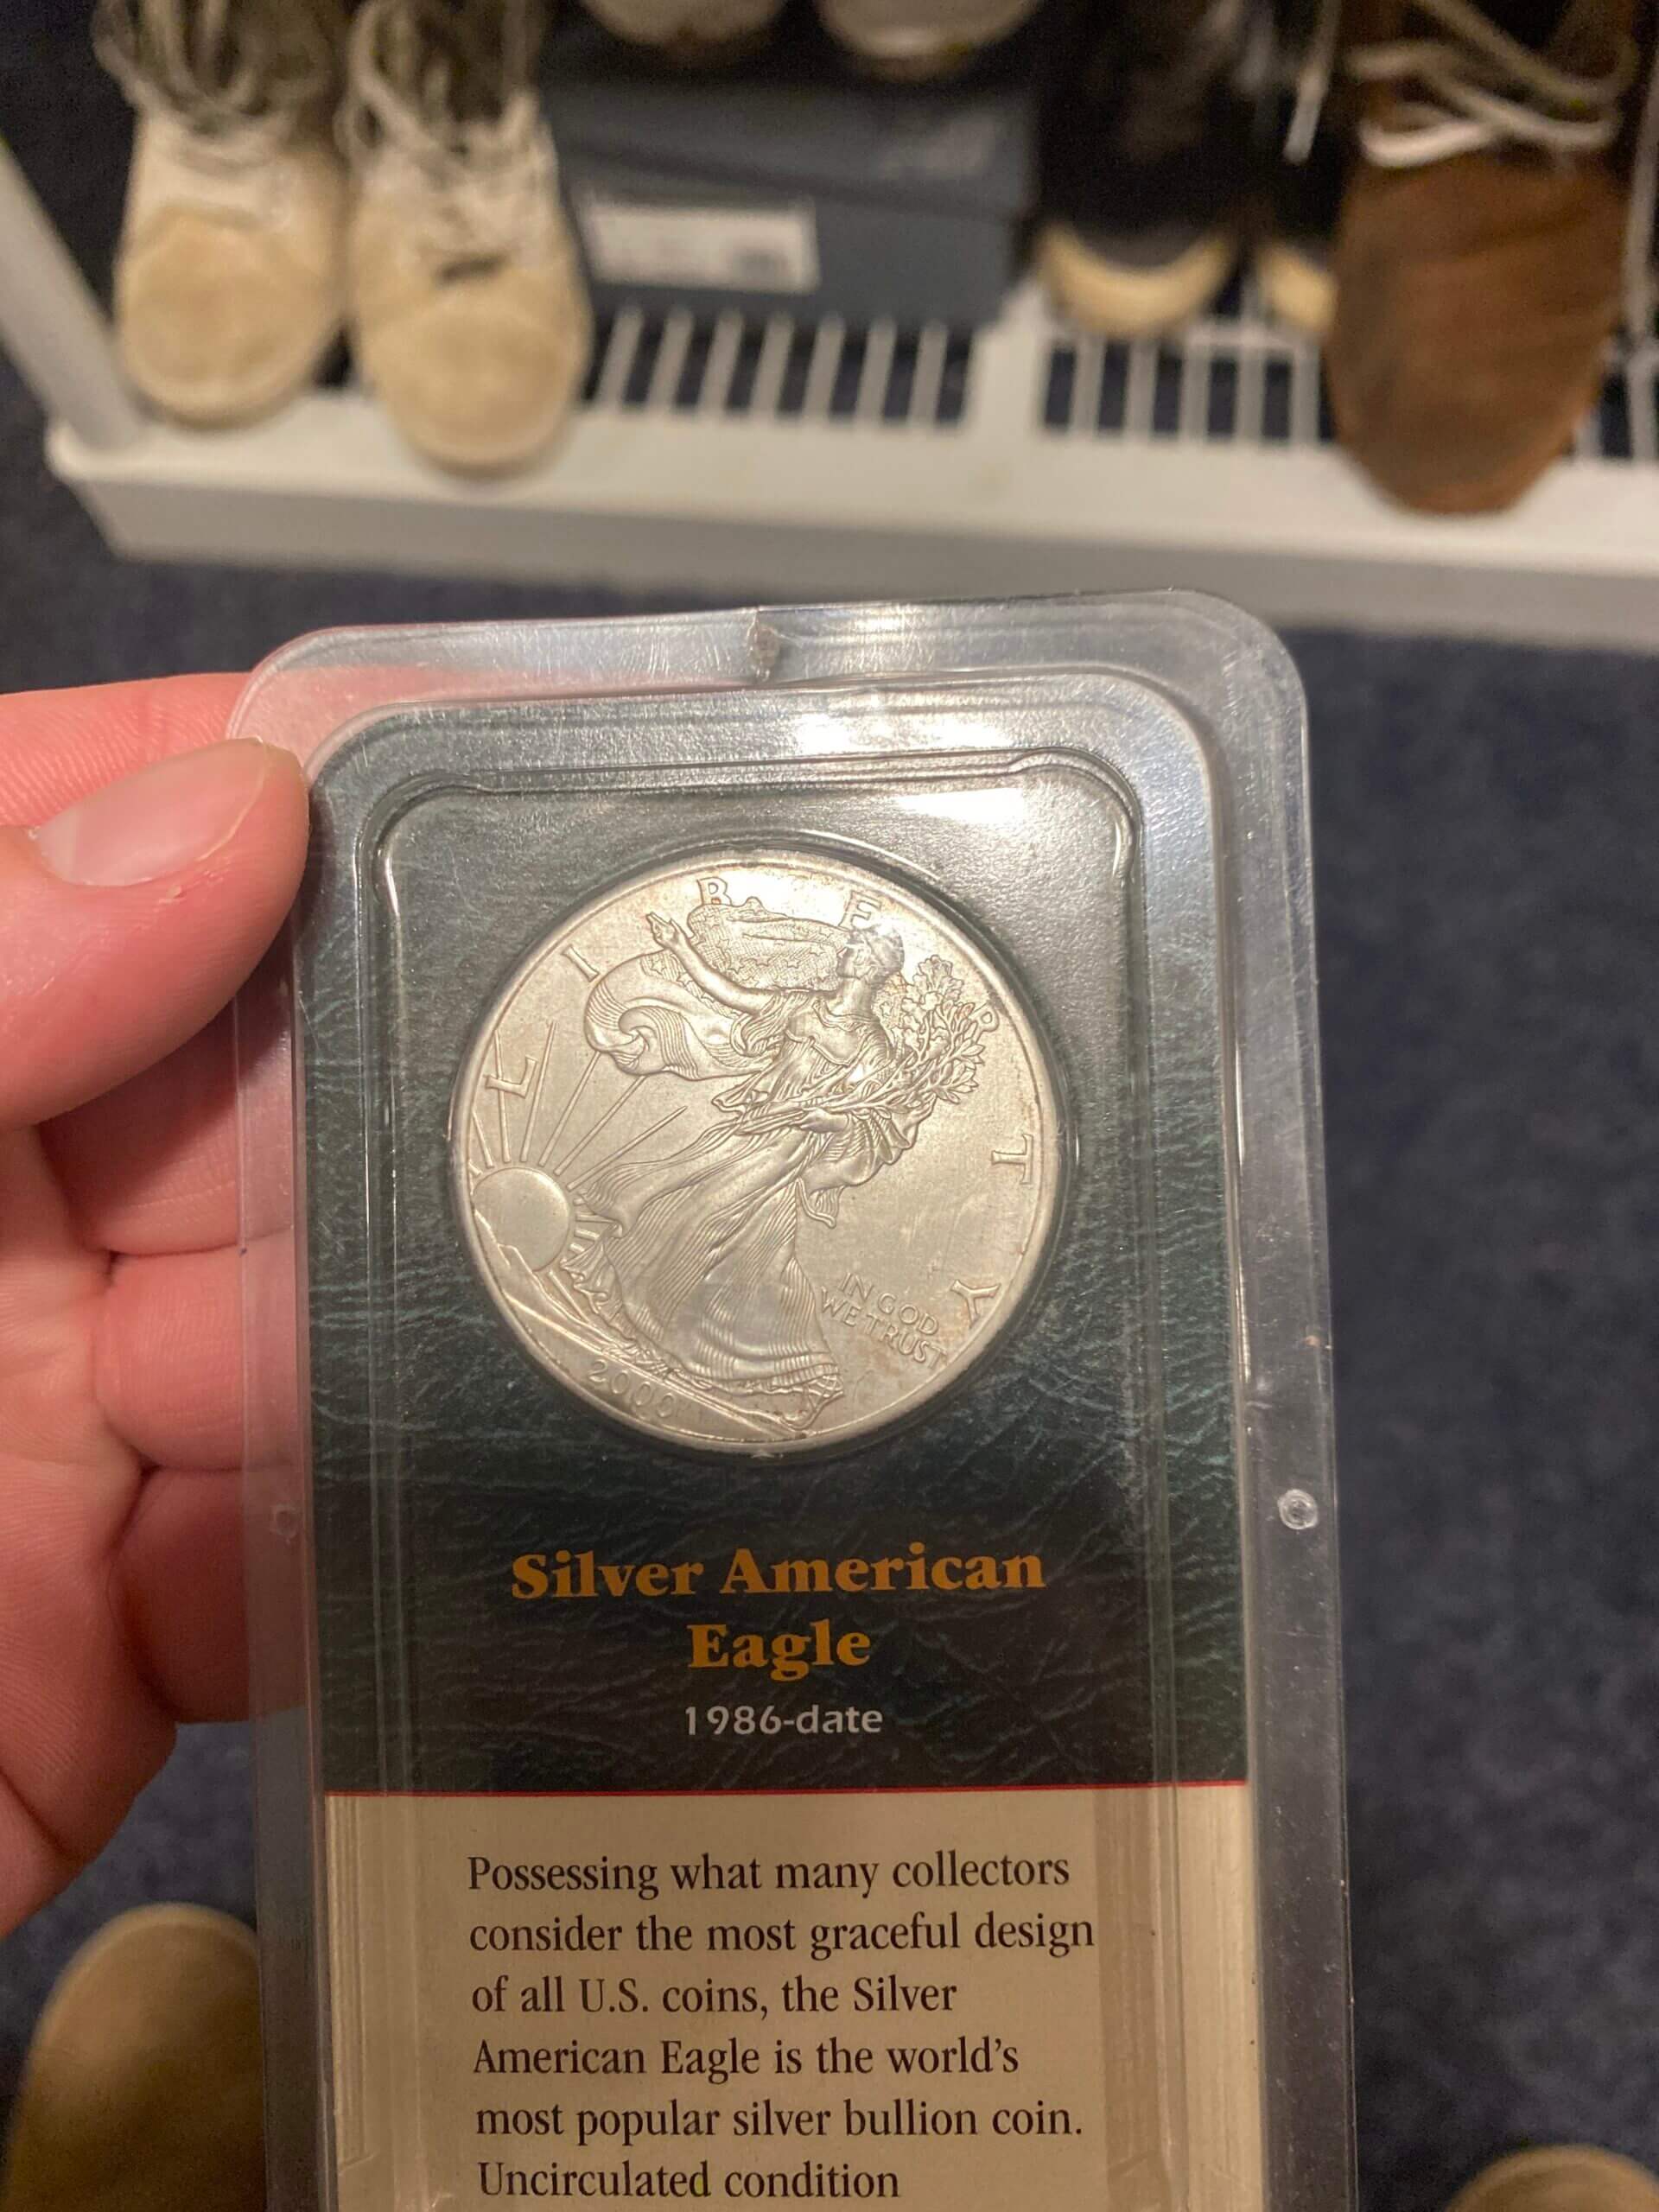 LIBERTY
IN GOD
WE TRUST
2000
Silver American
Eagle
1986-date
Possessing what many collectors
consider the most graceful design
of all U.S. coins, the Silver
American Eagle is the world's
most popular silver bullion coin.
Uncirculated condition